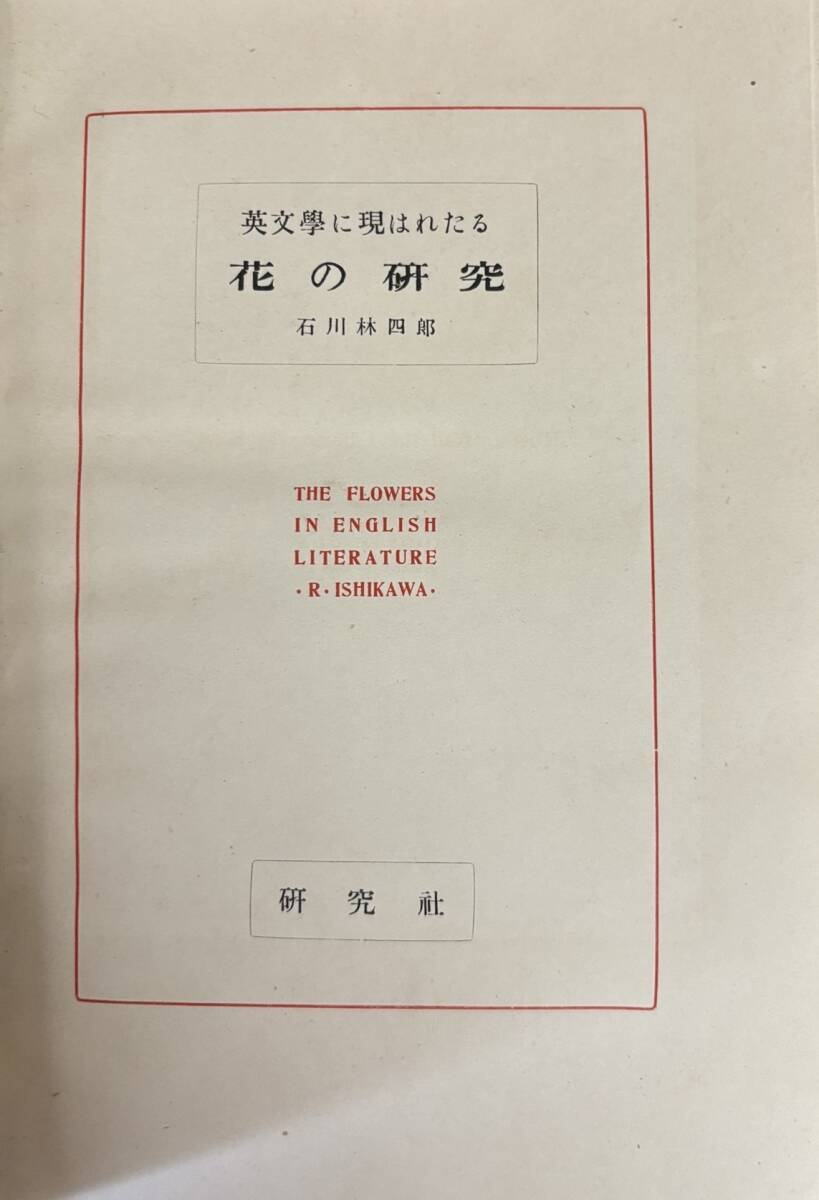 英文學に現はれたる
花の研究
石川林四郎
THE FLOWERS
IN ENGLISH
LITERATURE
·R·ISHIKAWA·
研究社